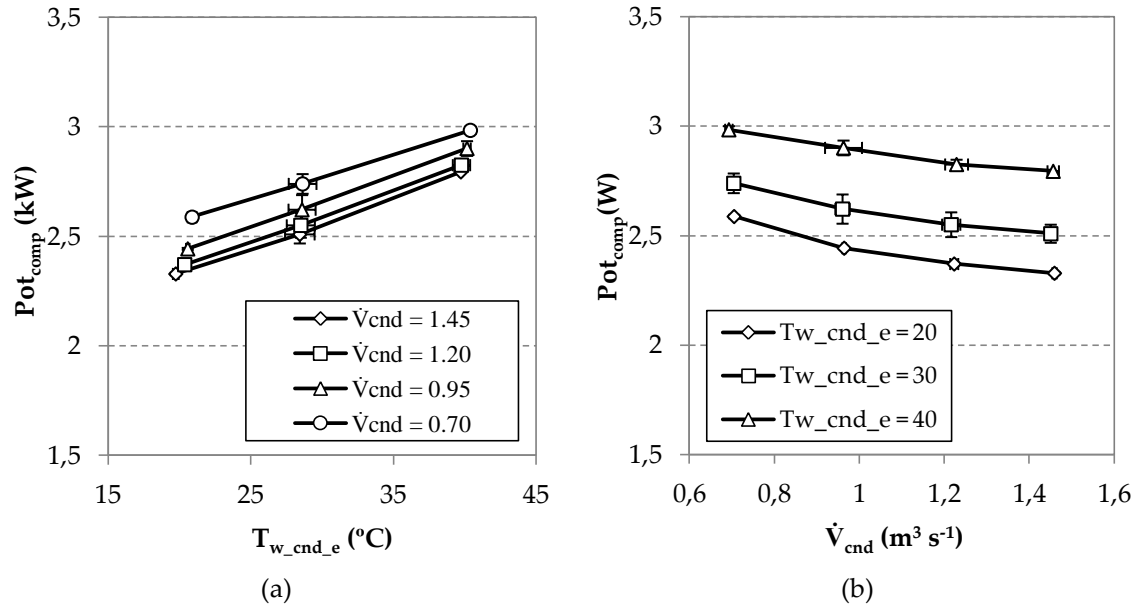 3,5
3
2,5
2
1,5
Pot_comp (kW)
V̇cnd = 1.45
V̇cnd = 1.20
V̇cnd = 0.95
V̇cnd = 0.70
15 25 35 45
T_w_cnd_e (ºC)
(a)
3,5
3
2,5
2
1,5
Pot_comp(W)
Tw_cnd_e = 20
Tw_cnd_e = 30
Tw_cnd_e = 40
0,6 0,8 1 1,2 1,4 1,6
V̇_cnd (m³ s⁻¹)
(b)